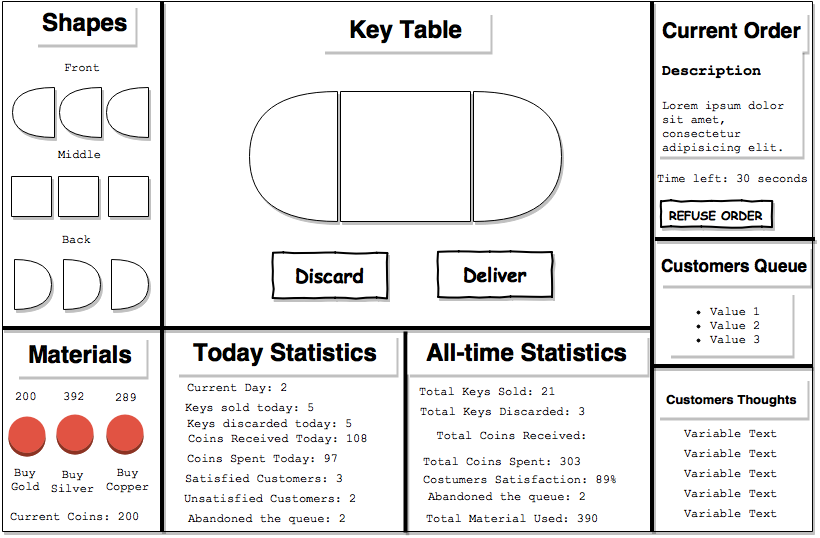 Shapes
Front
Middle
Back
Key Table
Discard
Deliver
Current Order
Description
Lorem ipsum dolor
sit amet,
consectetur
adipisicing elit.
Time left: 30 seconds
REFUSE ORDER
Customers Queue
• Value 1
• Value 2
• Value 3
Materials
200 392 289
Buy Gold
Buy Silver
Buy Copper
Current Coins: 200
Today Statistics
Current Day: 2
Keys sold today: 5
Keys discarded today: 5
Coins Received Today: 108
Coins Spent Today: 97
Satisfied Customers: 3
Unsatisfied Customers: 2
Abandoned the queue: 2
All-time Statistics
Total Keys Sold: 21
Total Keys Discarded: 3
Total Coins Received:
Total Coins Spent: 303
Costumers Satisfaction: 89%
Abandoned the queue: 2
Total Material Used: 390
Customers Thoughts
Variable Text
Variable Text
Variable Text
Variable Text
Variable Text